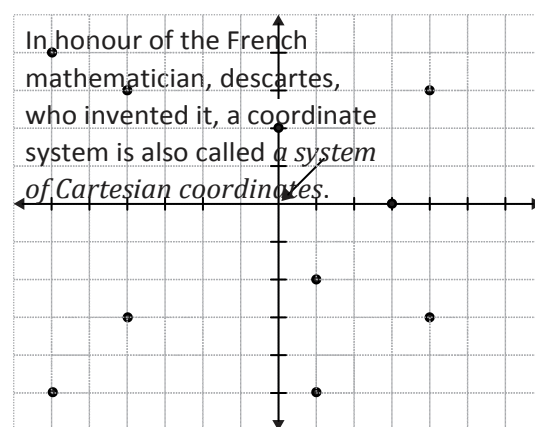 In honour of the French
mathematician, descartes,
who invented it, a coordinate
system is also called a system
of Cartesian coordinates.